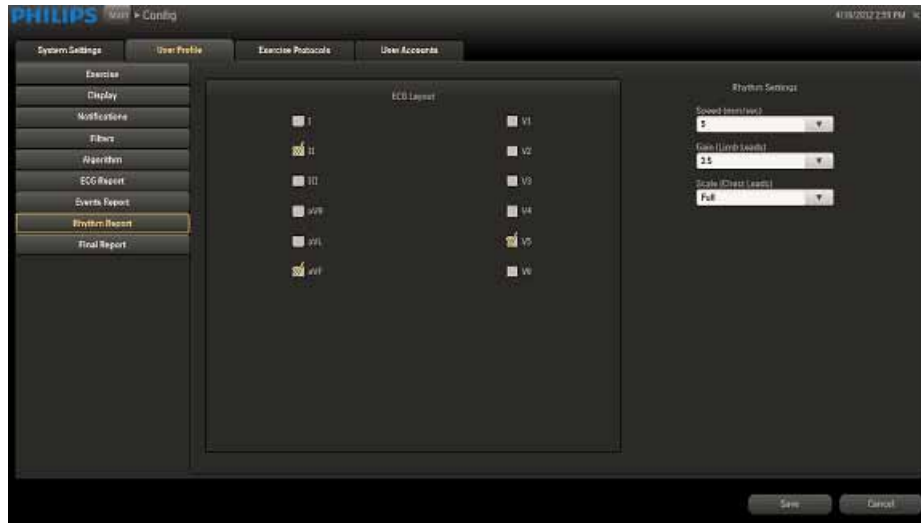 PHILIPS Start ▸ Config
4/18/2012 2:59 PM
System Settings User Profile Exercise Protocols User Accounts
Exercise
Display
Notifications
Filters
Algorithm
ECG Report
Events Report
Rhythm Report
Final Report
ECG Layout
I V1
II V2
III V3
aVR V4
aVL V5
aVF V6
Rhythm Settings
Speed (mm/sec)
5
Gain (Limb Leads)
2.5
Scale (Chest Leads)
Full
Save Cancel